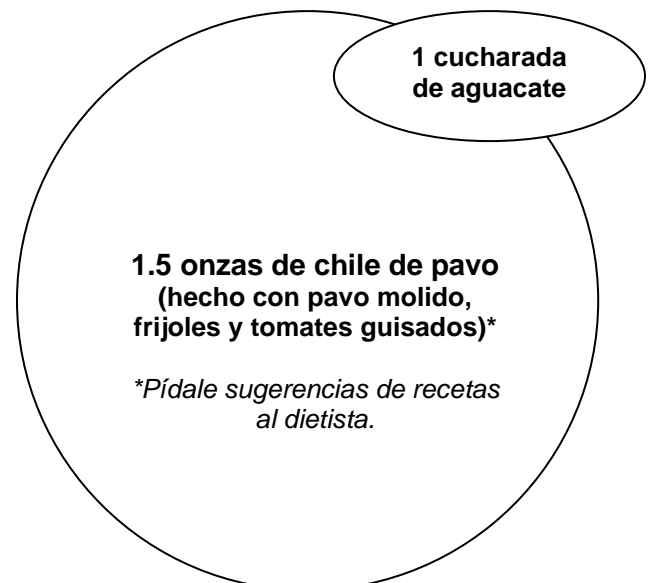 1 cucharada
de aguacate
1.5 onzas de chile de pavo
(hecho con pavo molido,
frijoles y tomates guisados)*
*Pídale sugerencias de recetas
al dietista.